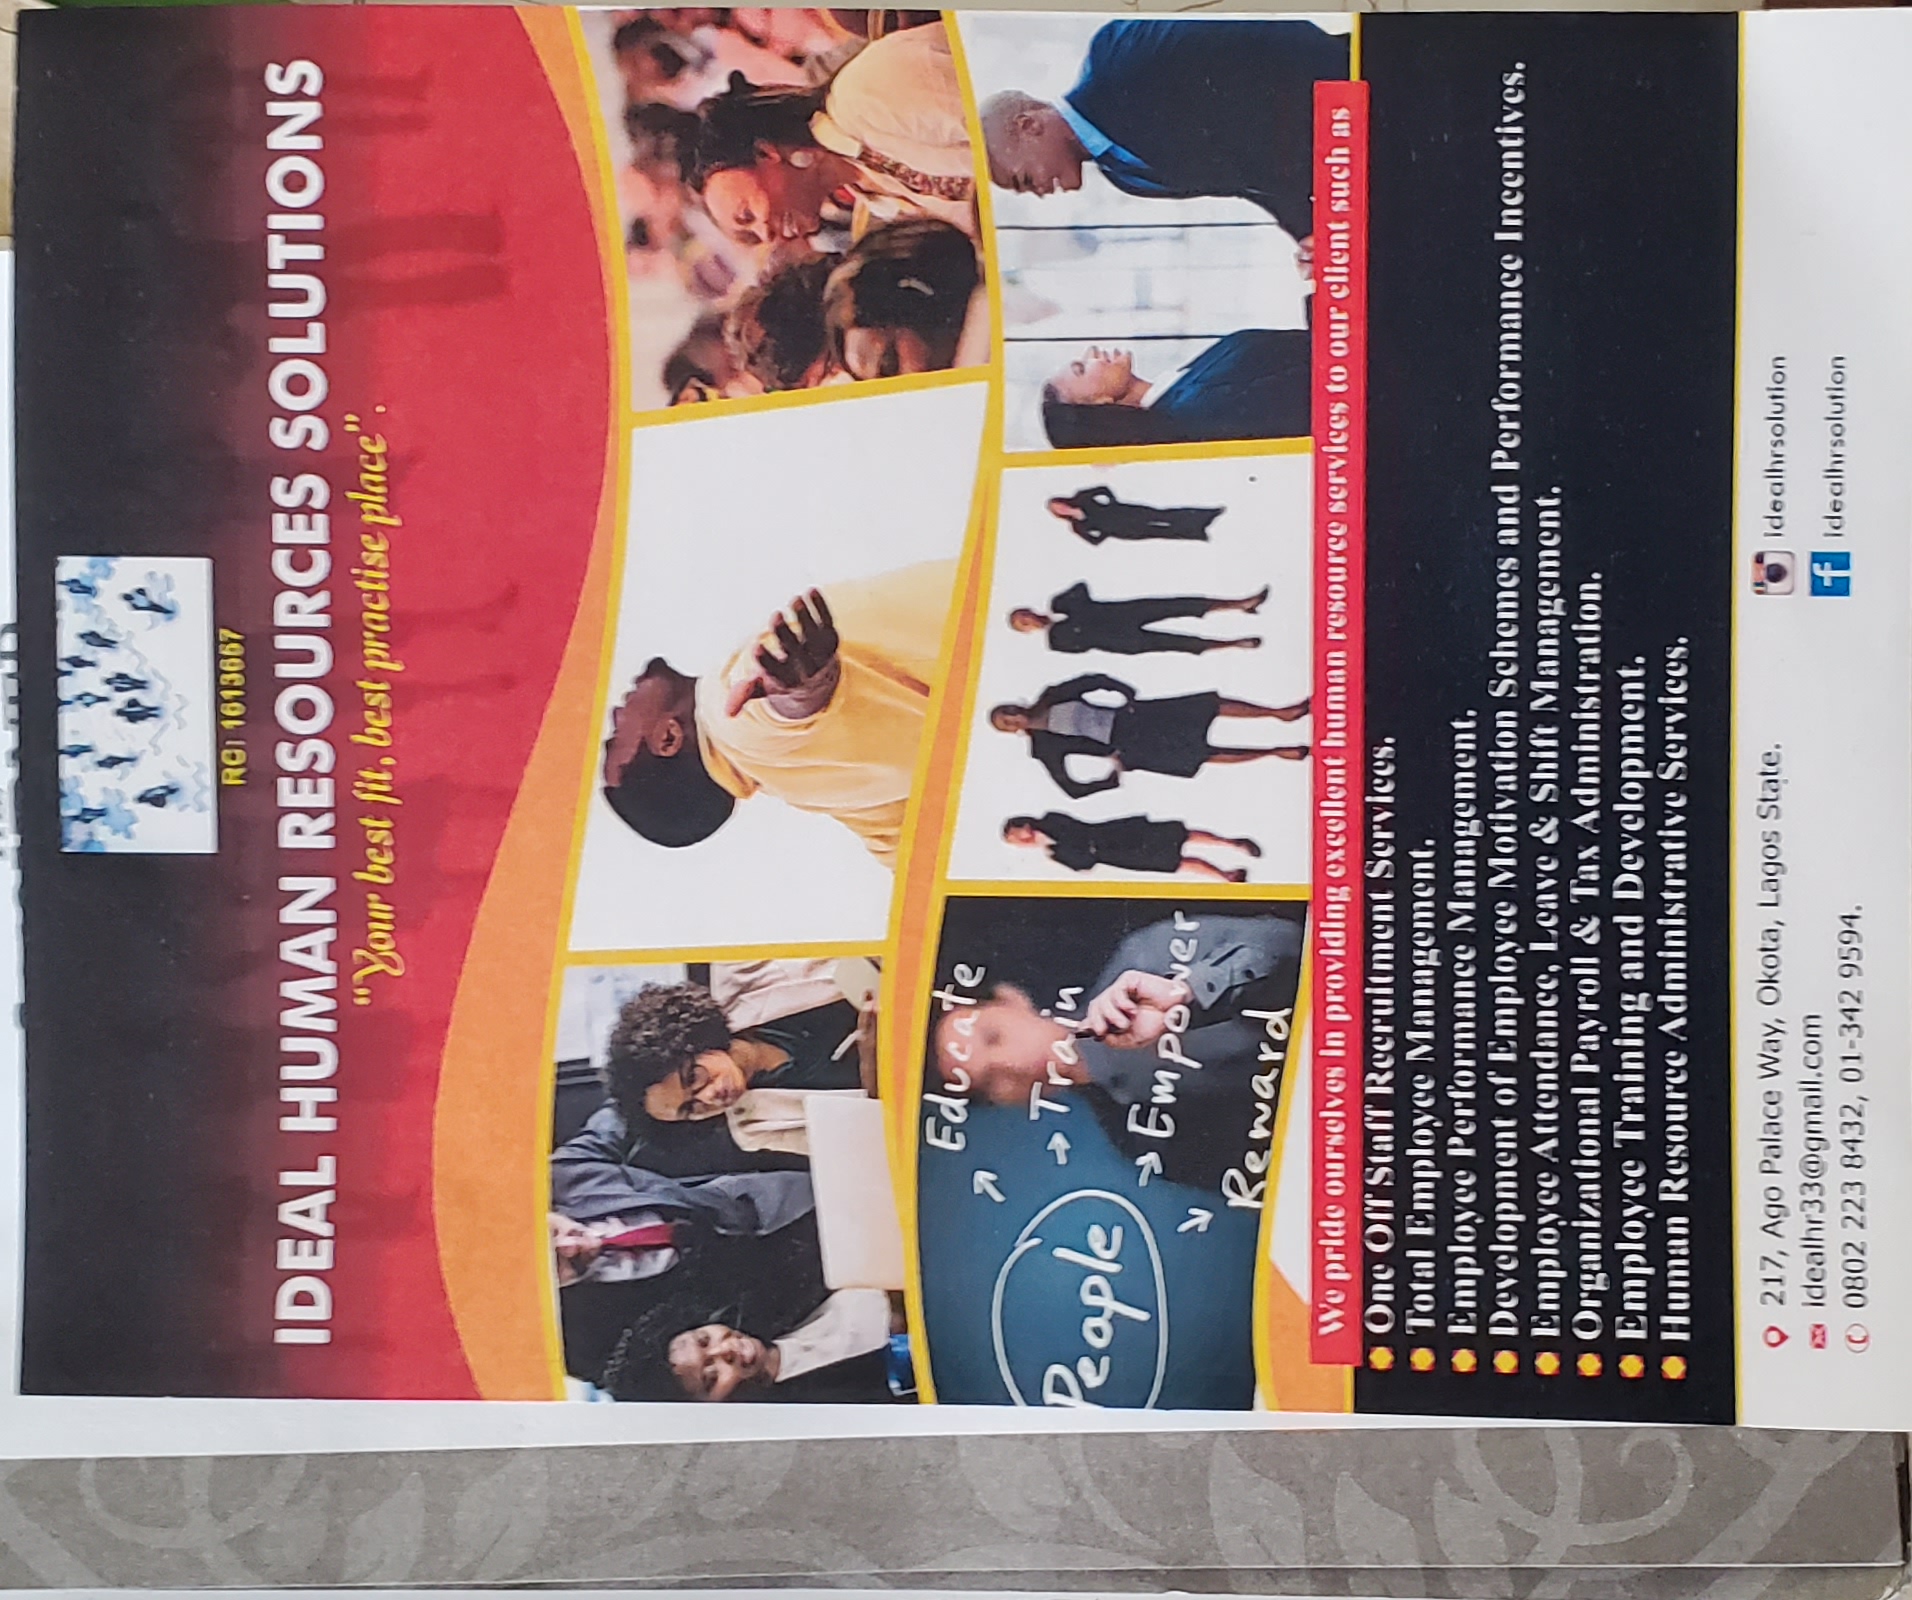 RC: 1613657
IDEAL HUMAN RESOURCES SOLUTIONS
"Your best fit, best practise place".
Educate
People
Train
Empower
Reward
We pride ourselves in providing excellent human resource services to our client such as
One Off Staff Recruitment Services.
Total Employee Management.
Employee Performance Management.
Development of Employee Motivation Schemes and Performance Incentives.
Employee Attendance, Leave & Shift Management.
Organizational Payroll & Tax Administration.
Employee Training and Development.
Human Resource Administrative Services.
217, Ago Palace Way, Okota, Lagos State.
idealhr33@gmail.com
0802 223 8432, 01-342 9594.
idealhrsolution
idealhrsolution